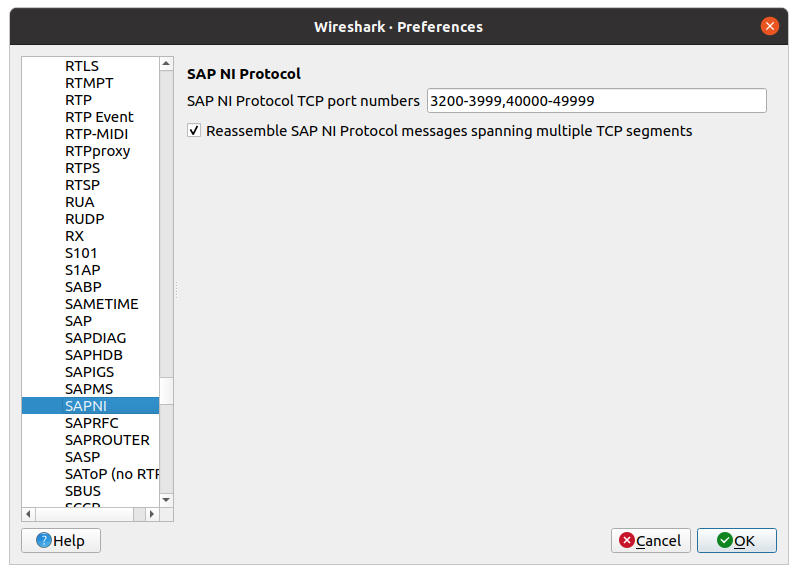 Wireshark · Preferences
RTLS
RTMPT
RTP
RTP Event
RTP-MIDI
RTPproxy
RTPS
RTSP
RUA
RUDP
RX
S101
S1AP
SABP
SAMETIME
SAP
SAPDIAG
SAPHDB
SAPIGS
SAPMS
SAPNI
SAPRFC
SAPROUTER
SASP
SAToP (no RTP
SBUS
SCCP
SAP NI Protocol
SAP NI Protocol TCP port numbers 3200-3999,40000-49999
Reassemble SAP NI Protocol messages spanning multiple TCP segments
Help
Cancel
OK